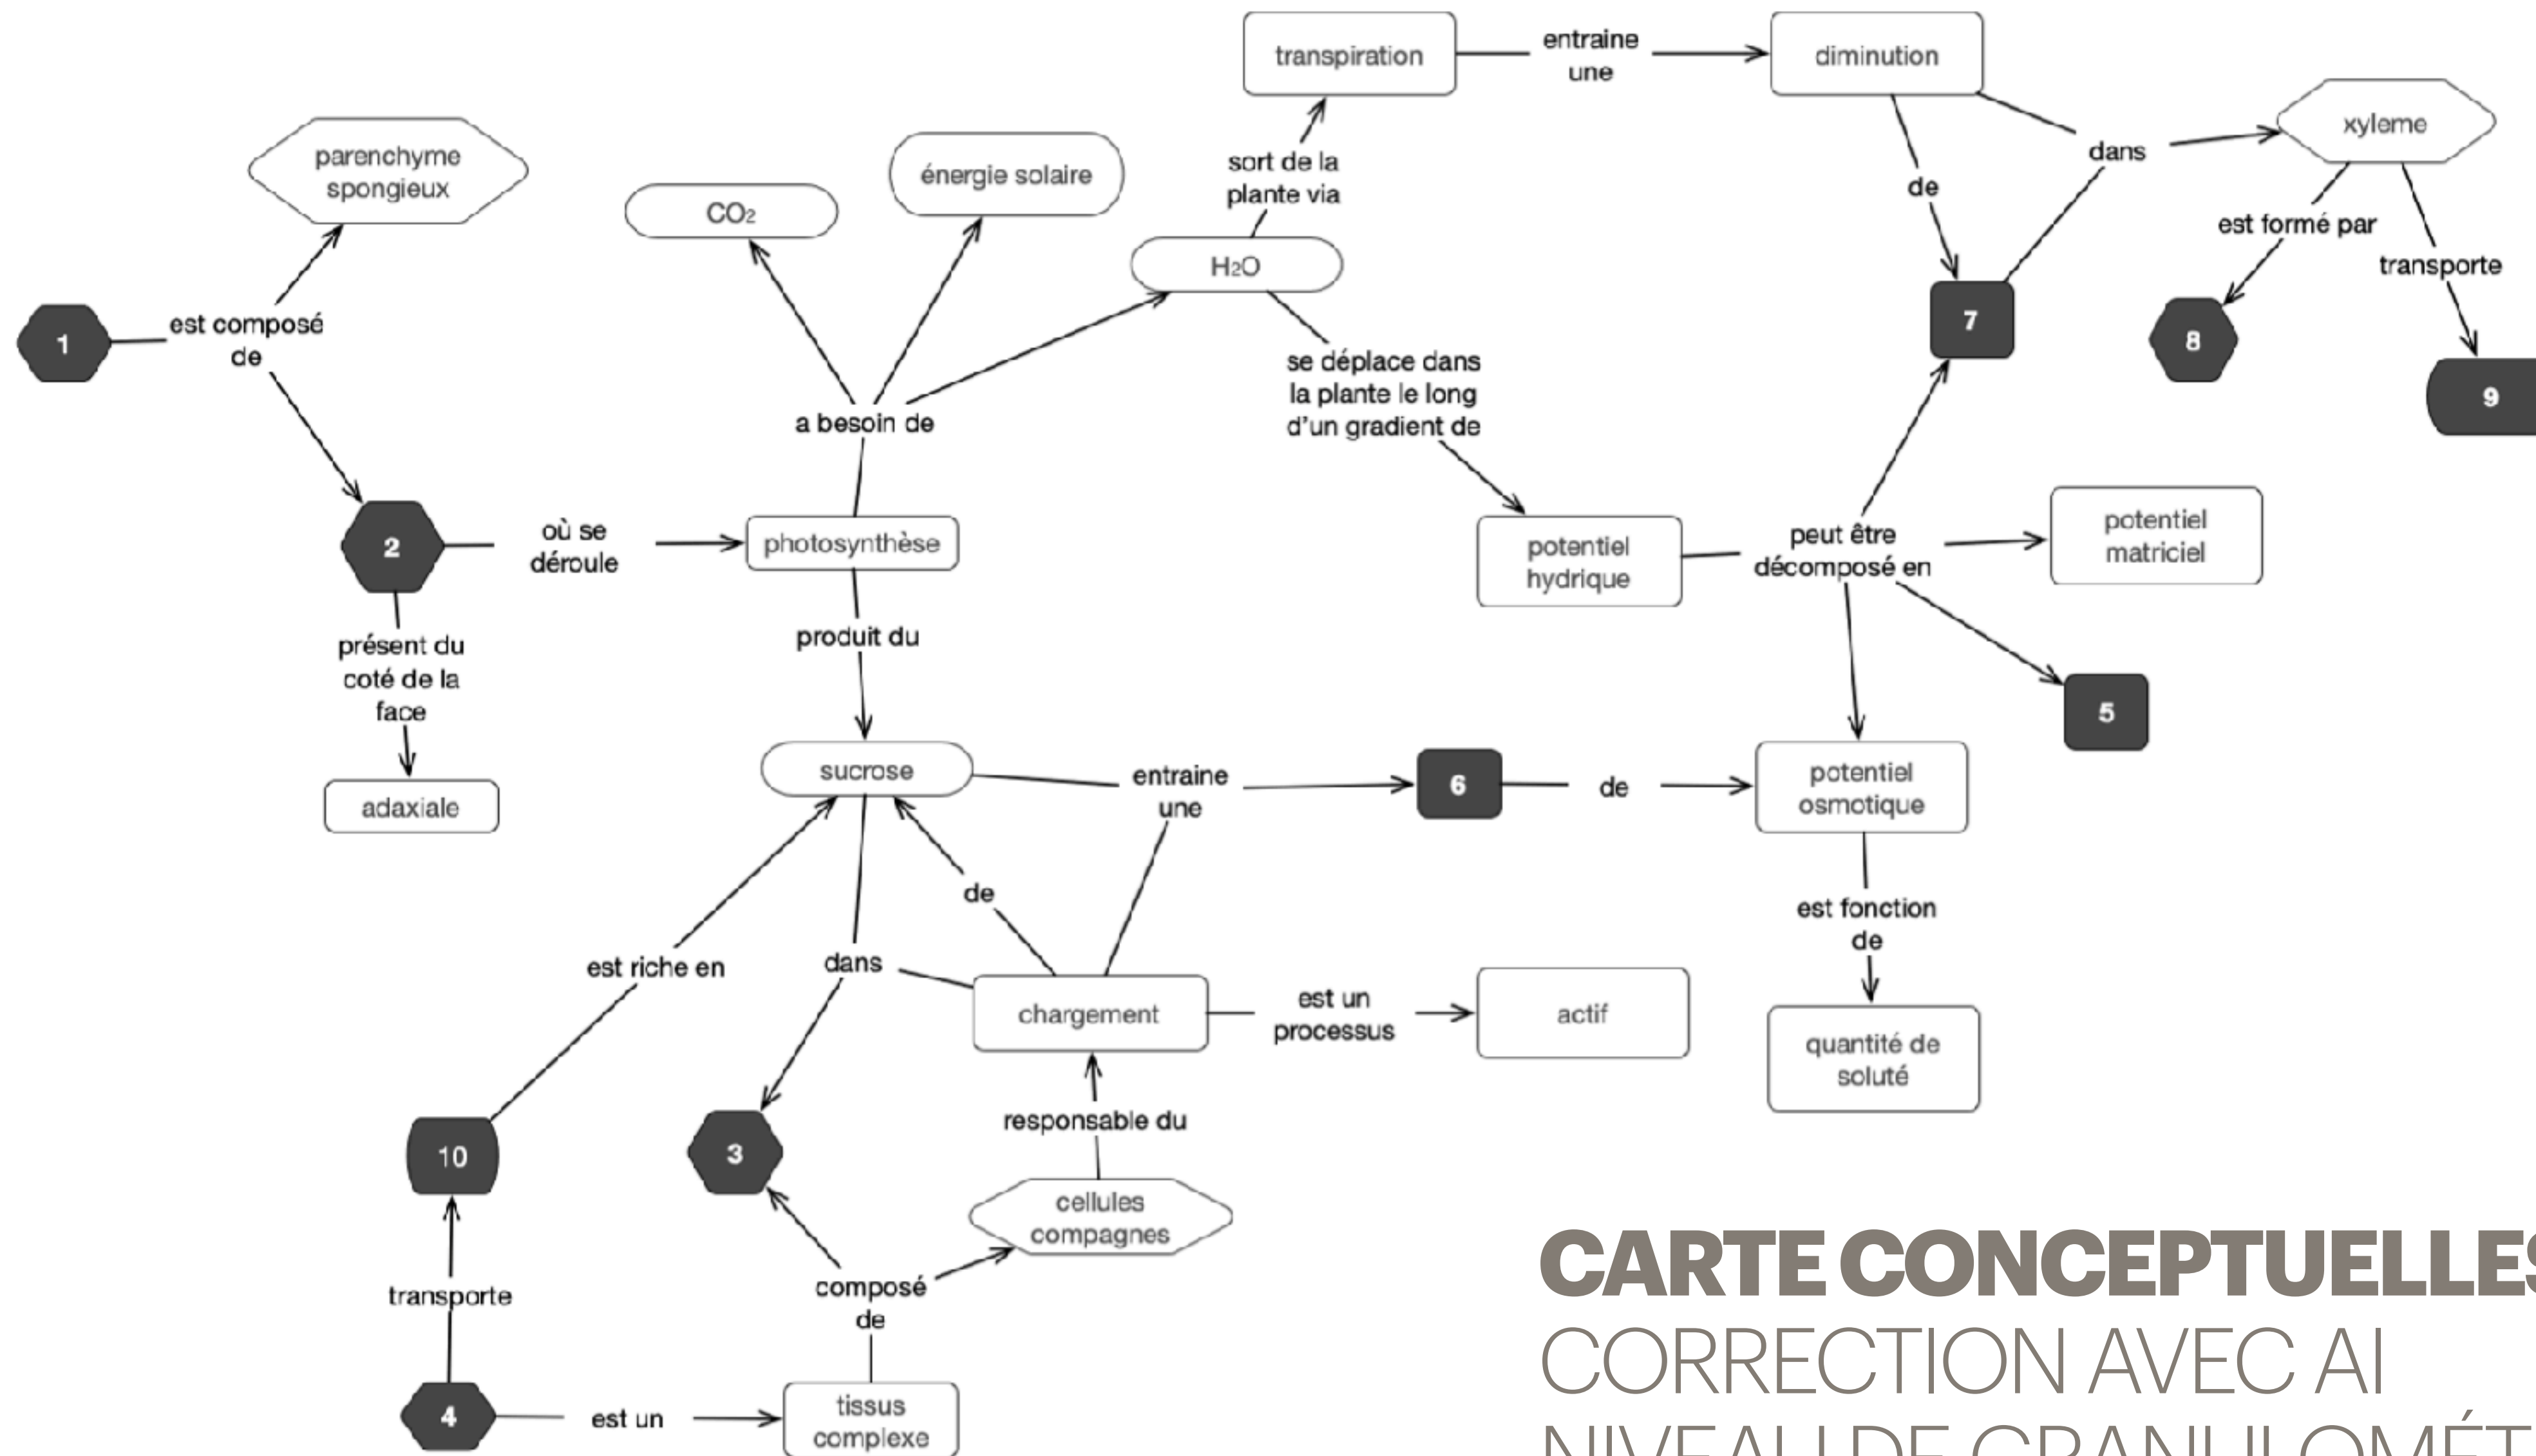 transpiration
entraine
une
diminution
parenchyme
spongieux
CO2
énergie solaire
sort de la
plante via
H2O
de
dans
xyleme
est formé par
transporte
1
est composé
de
7
8
9
se déplace dans
la plante le long
d'un gradient de
a besoin de
2
où se
déroule
photosynthèse
potentiel
hydrique
peut être
décomposé en
potentiel
matriciel
présent du
coté de la
face
produit du
5
adaxiale
sucrose
entraine
une
6
de
potentiel
osmotique
de
est fonction
de
est riche en
dans
chargement
est un
processus
actif
quantité de
soluté
10
3
responsable du
cellules
compagnes
transporte
composé
de
4
est un
tissus
complexe
CARTE CONCEPTUELLES
CORRECTION AVEC AI
NIVEAU DE GRANULOMÉT